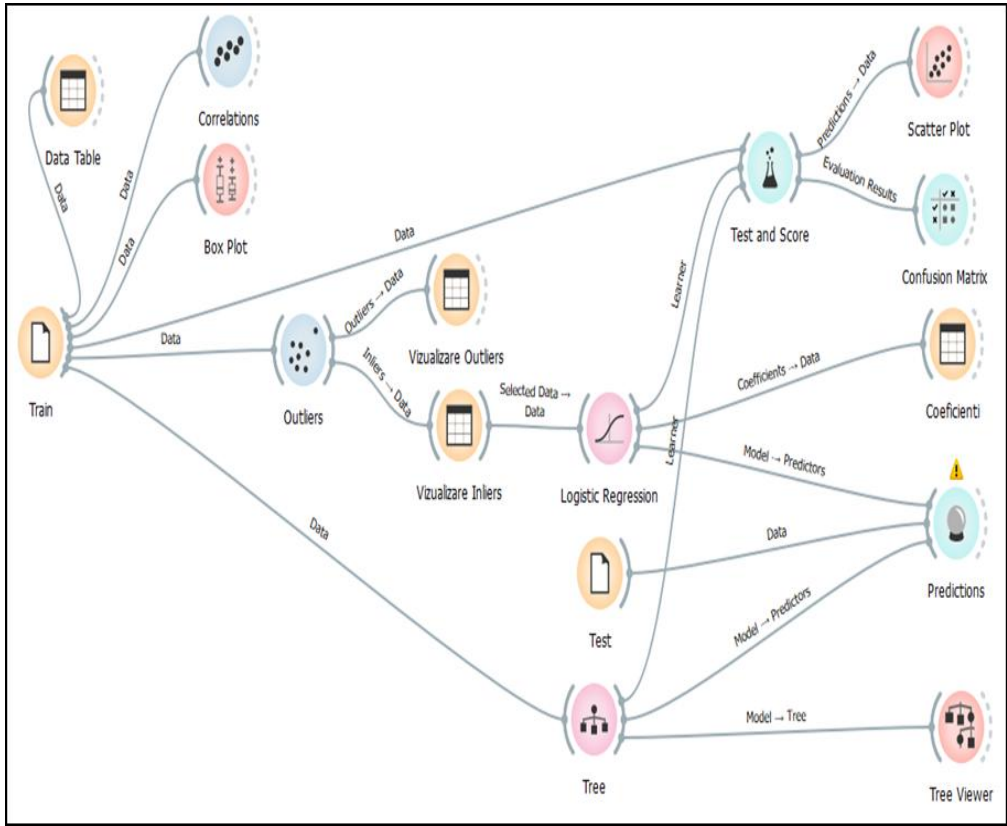 Data Table
Correlations
Box Plot
Scatter Plot
Data
Data
Data
Predictions → Data
Evaluation Results
Test and Score
Confusion Matrix
Data
Data
Train
Outliers
Outliers → Data
Vizualizare Outliers
Inliers → Data
Vizualizare Inliers
Selected Data →
Data
Logistic Regression
Learner
Learner
Coefficients → Data
Coeficienti
Model → Predictors
Data
Predictions
Data
Test
Model → Predictors
Model → Tree
Tree
Tree Viewer